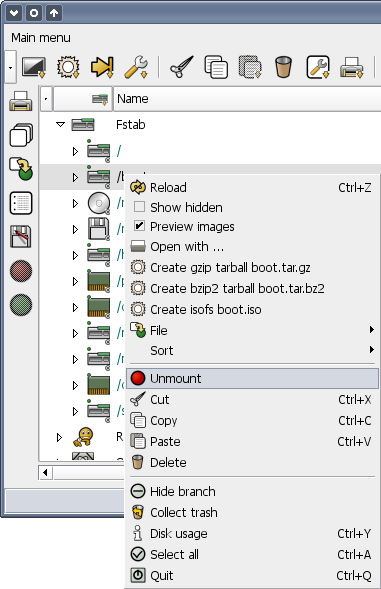 Main menu
Name
Fstab
/
Reload Ctrl+Z
Show hidden
Preview images
Open with ...
Create gzip tarball boot.tar.gz
Create bzip2 tarball boot.tar.bz2
Create isofs boot.iso
File
Sort
Unmount
Cut Ctrl+X
Copy Ctrl+C
Paste Ctrl+V
Delete
Hide branch
Collect trash
Disk usage Ctrl+Y
Select all Ctrl+A
Quit Ctrl+Q